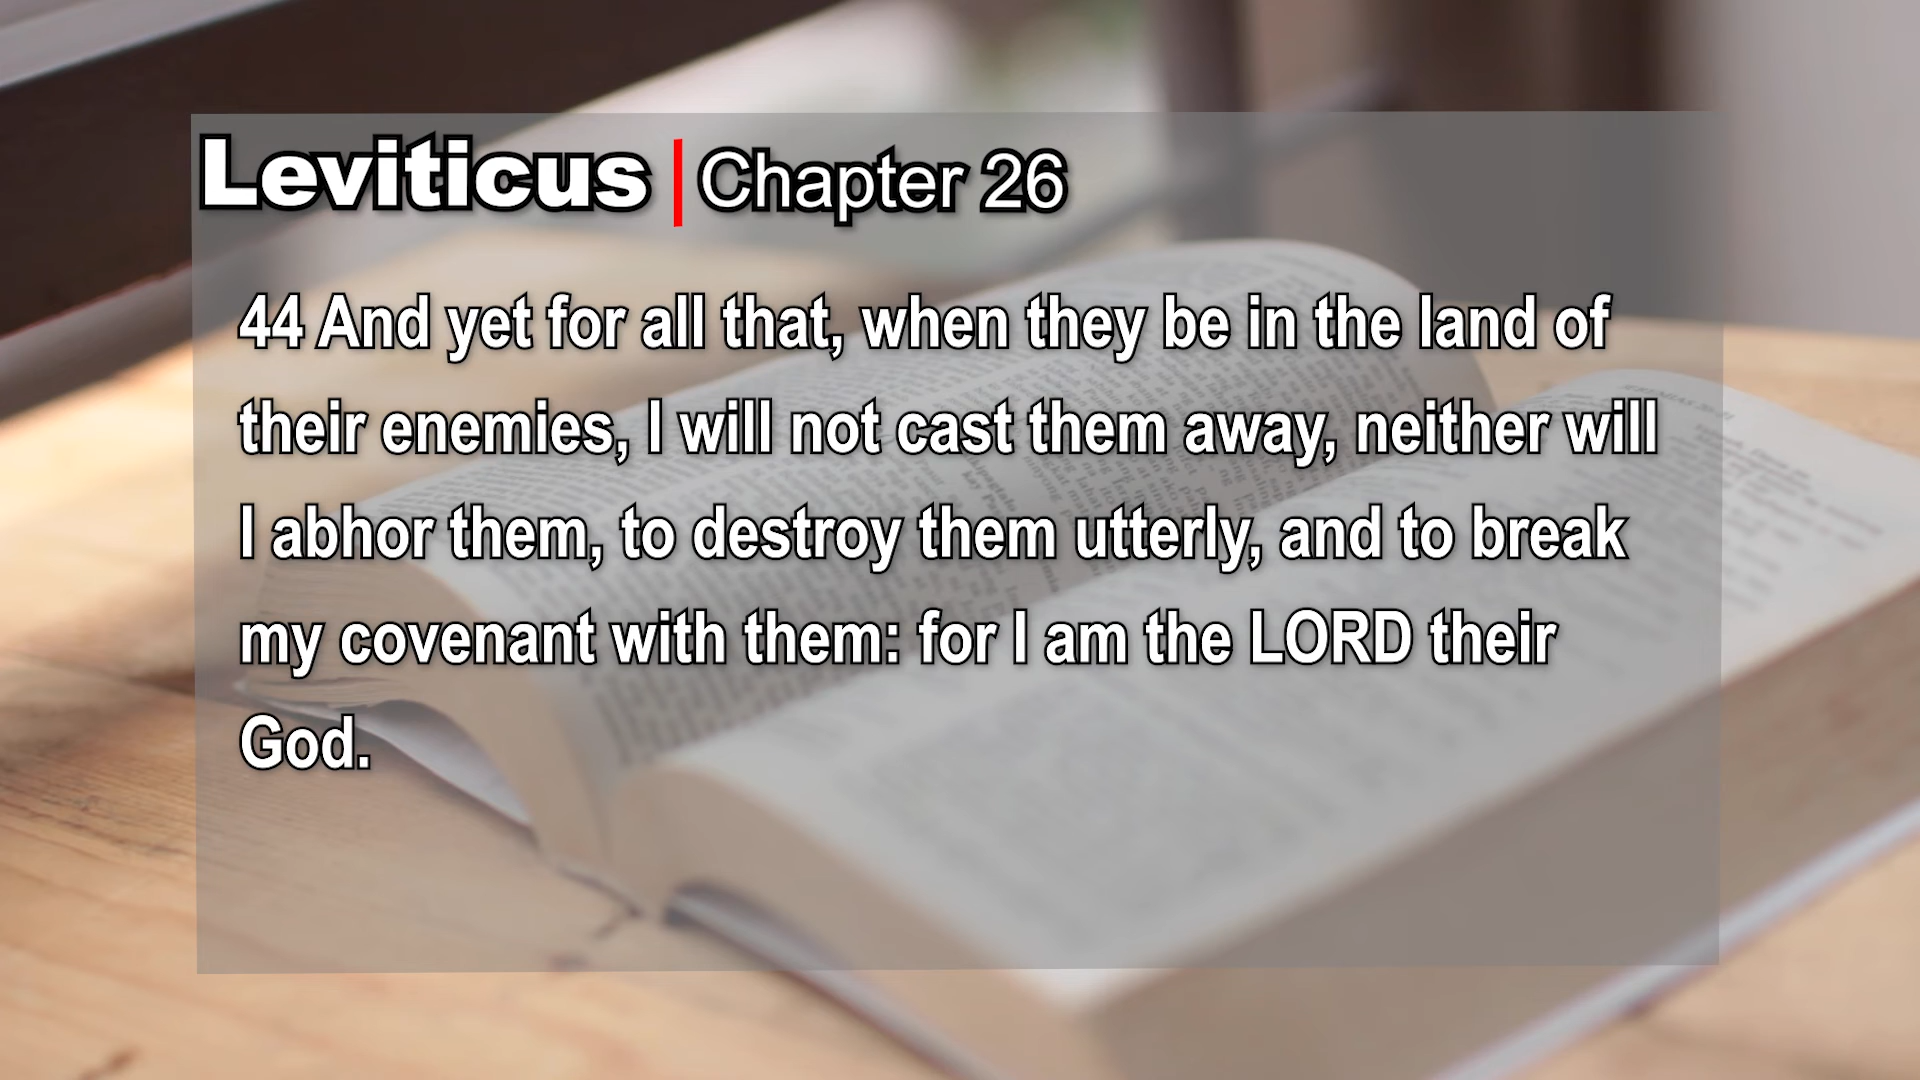 Leviticus | Chapter 26
44 And yet for all that, when they be in the land of
their enemies, I will not cast them away, neither will
I abhor them, to destroy them utterly, and to break
my covenant with them: for I am the LORD their
God.